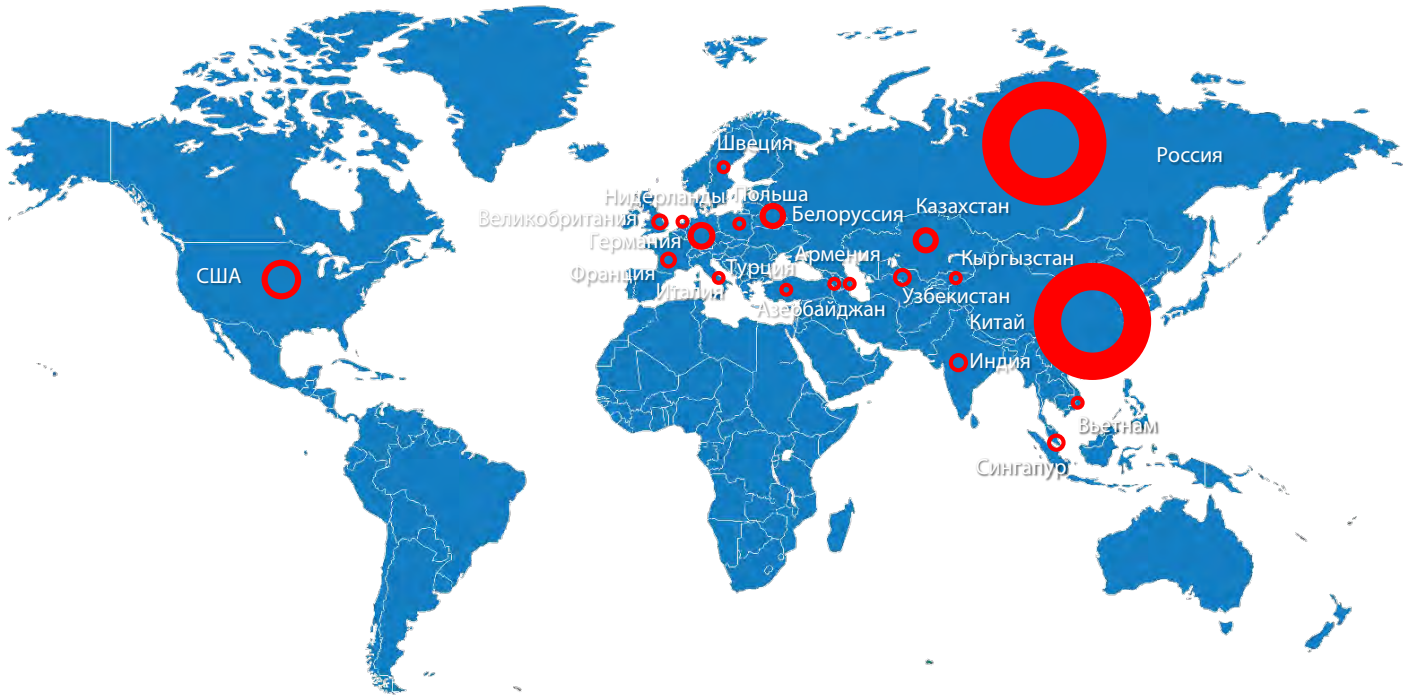 Швеция
Россия
Нидерланды
Польша
Казахстан
Великобритания
Белоруссия
Германия
Армения
Кыргызстан
Турция
Франция
США
Италия
Узбекистан
Азербайджан
Китай
Индия
Вьетнам
Сингапур